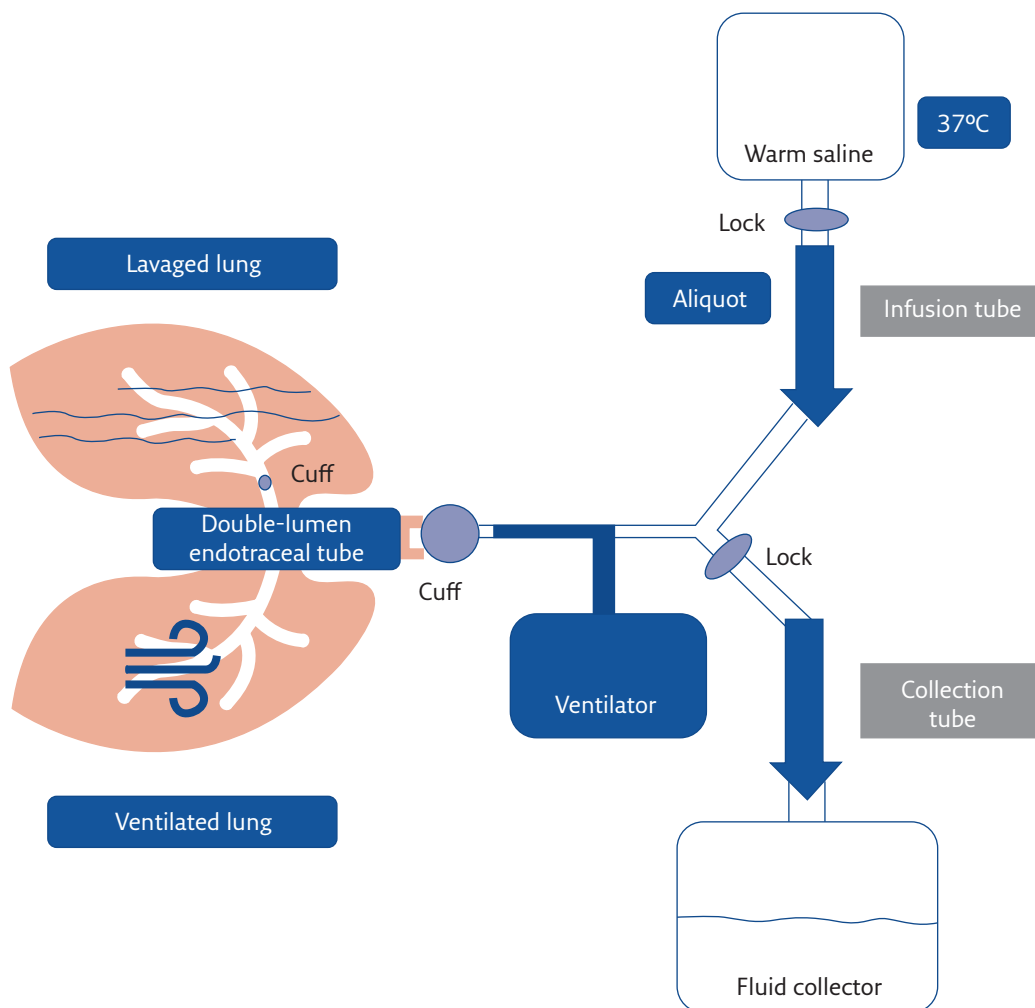 Warm saline
37ºC
Lock
Lavaged lung
Aliquot
Infusion tube
Cuff
Double-lumen
endotraceal tube
Cuff
Lock
Ventilator
Collection
tube
Ventilated lung
Fluid collector